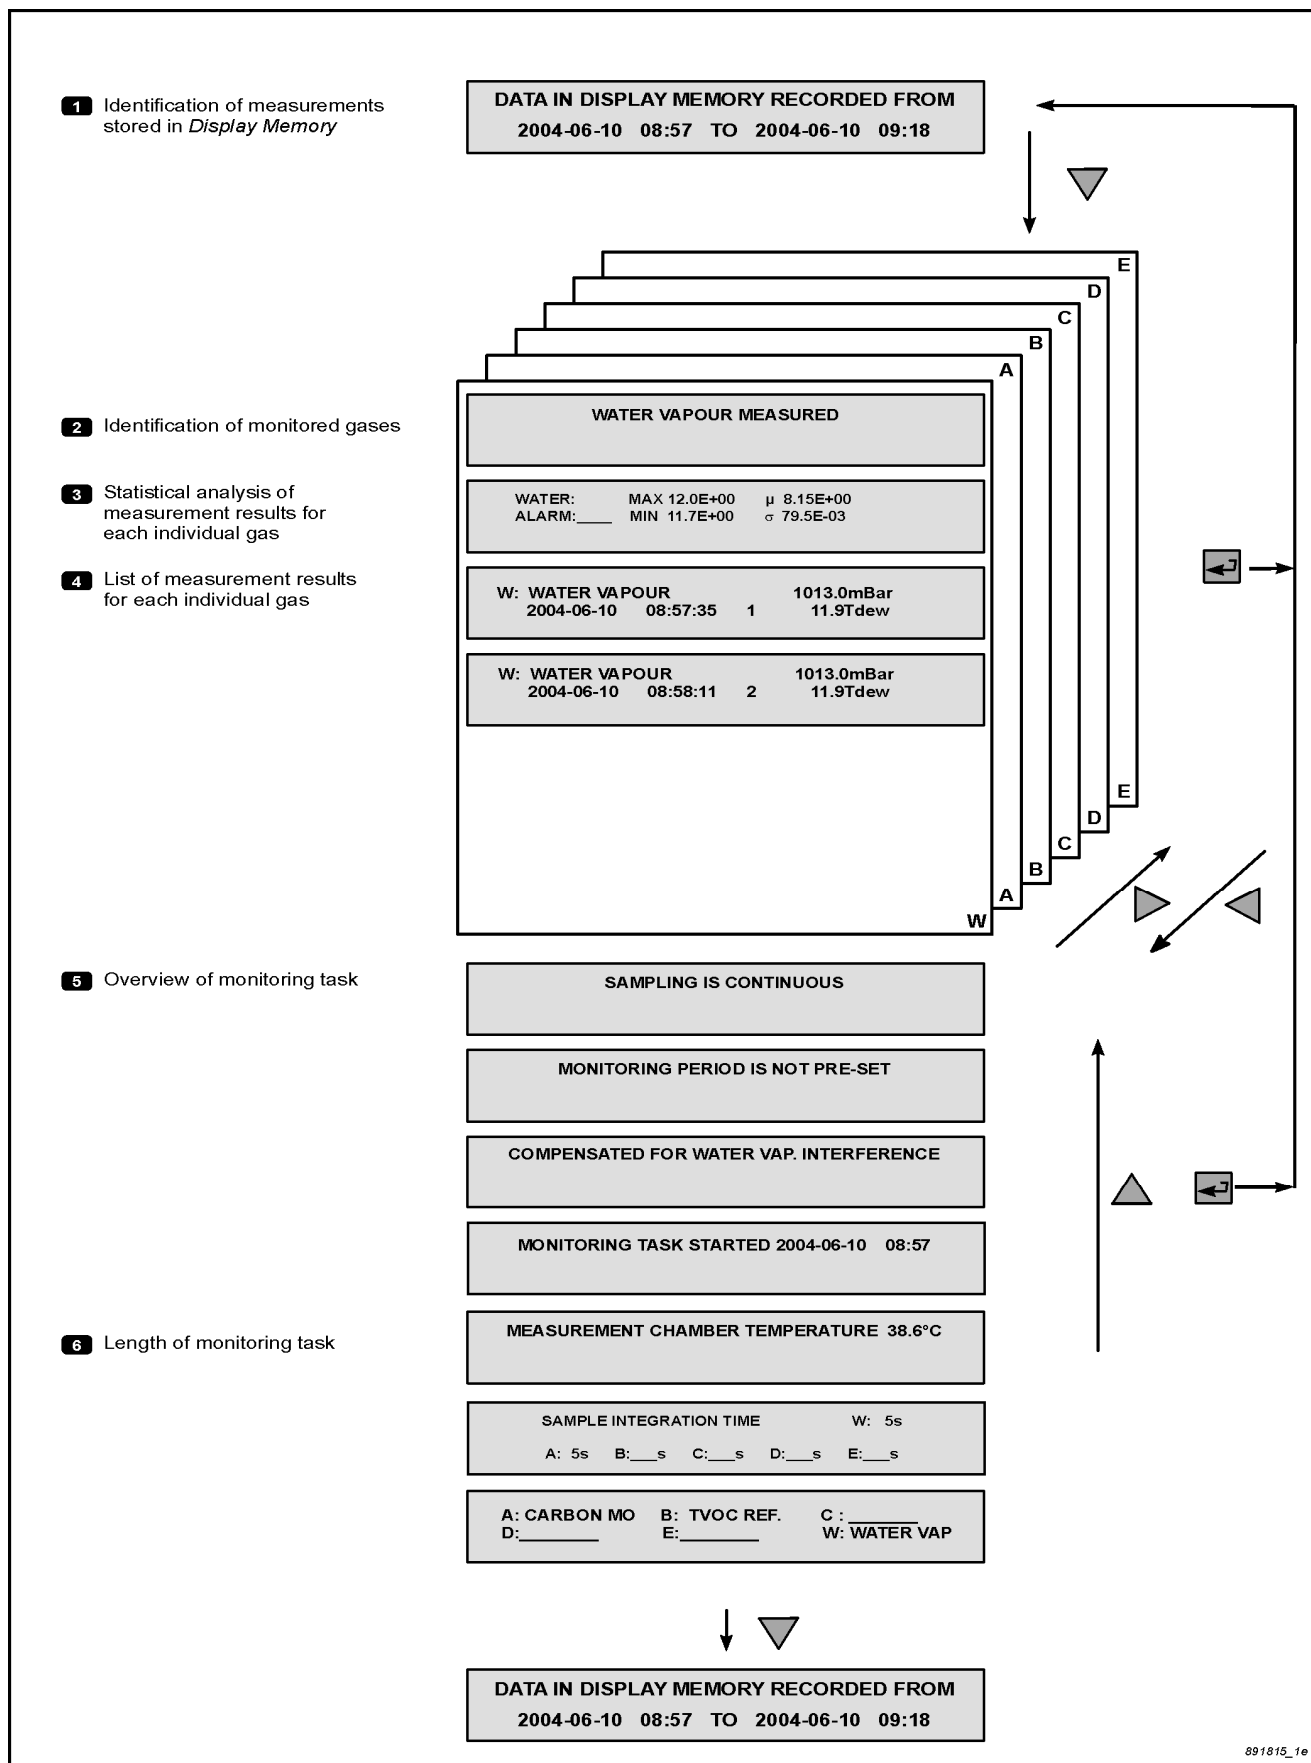 1 Identification of measurements
stored in Display Memory
DATA IN DISPLAY MEMORY RECORDED FROM
2004-06-10 08:57 TO 2004-06-10 09:18
E
D
C
B
A
2 Identification of monitored gases
WATER VAPOUR MEASURED
3 Statistical analysis of
measurement results for
each individual gas
WATER: MAX 12.0E+00 µ 8.15E+00
ALARM:____ MIN 11.7E+00 σ 79.5E-03
4 List of measurement results
for each individual gas
W: WATER VAPOUR 1013.0mBar
2004-06-10 08:57:35 1 11.9Tdew
W: WATER VAPOUR 1013.0mBar
2004-06-10 08:58:11 2 11.9Tdew
E
D
C
B
A
W
5 Overview of monitoring task
SAMPLING IS CONTINUOUS
MONITORING PERIOD IS NOT PRE-SET
COMPENSATED FOR WATER VAP. INTERFERENCE
MONITORING TASK STARTED 2004-06-10 08:57
6 Length of monitoring task
MEASUREMENT CHAMBER TEMPERATURE 38.6°C
SAMPLE INTEGRATION TIME W: 5s
A: 5s B:___s C:___s D:___s E:___s
A: CARBON MO B: TVOC REF. C : _______
D:________ E:________ W: WATER VAP
DATA IN DISPLAY MEMORY RECORDED FROM
2004-06-10 08:57 TO 2004-06-10 09:18
891815_1e